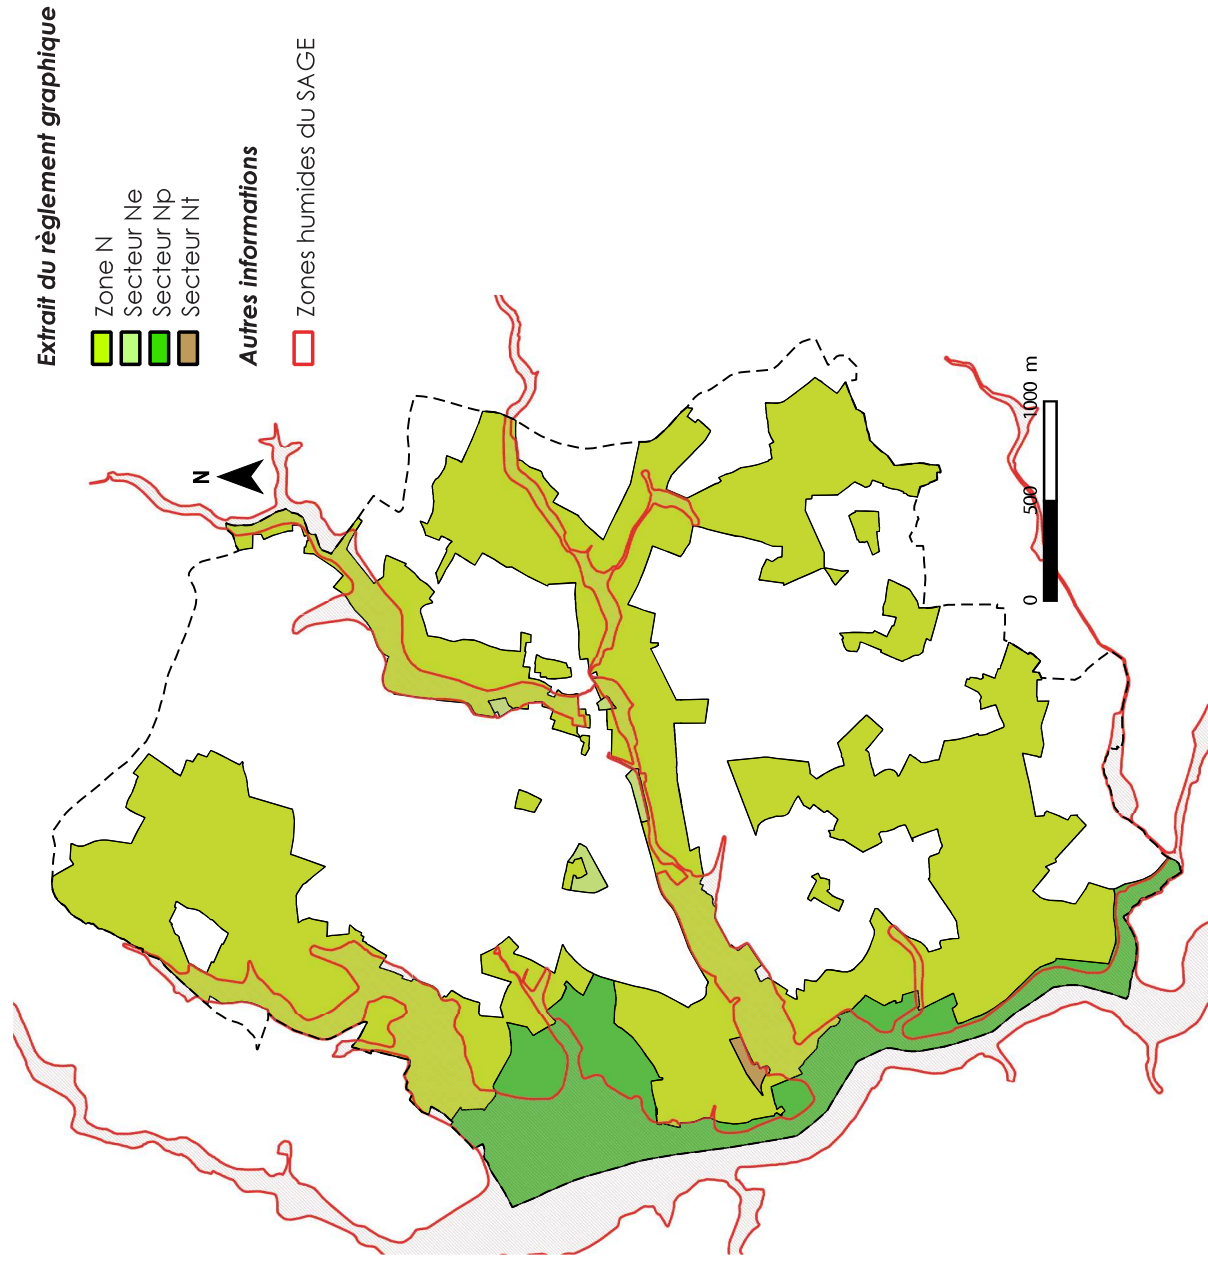 Extrait du règlement graphique
Zone N
Secteur Ne
Secteur Np
Secteur Nt
Autres informations
Zones humides du SAGE
N
0 500 1000 m